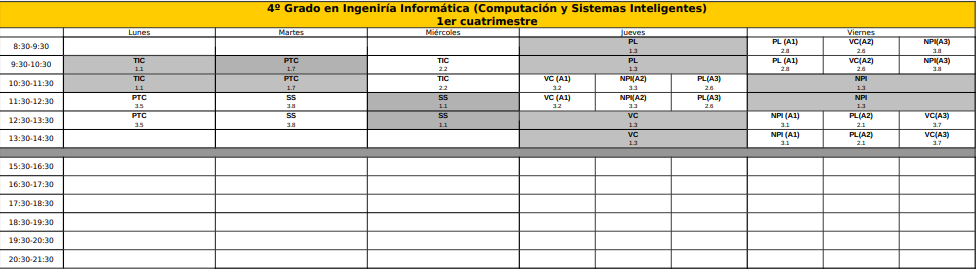 4º Grado en Ingeniría Informática (Computación y Sistemas Inteligentes)
1er cuatrimestre
Lunes Martes Miércoles Jueves Viernes
8:30-9:30 PL PL (A1) VC(A2) NPI(A3)
1.3 2.8 2.6 3.8
9:30-10:30 TIC PTC TIC PL PL (A1) VC(A2) NPI(A3)
1.1 1.7 2.2 1.3 2.8 2.6 3.8
10:30-11:30 TIC PTC TIC VC (A1) NPI(A2) PL(A3) NPI
1.1 1.7 2.2 3.2 3.3 2.6 1.3
11:30-12:30 PTC SS SS VC (A1) NPI(A2) PL(A3) NPI
3.5 3.8 1.1 3.2 3.3 2.6 1.3
12:30-13:30 PTC SS SS VC NPI (A1) PL(A2) VC(A3)
3.5 3.8 1.1 1.3 3.1 2.1 3.7
13:30-14:30 VC NPI (A1) PL(A2) VC(A3)
1.3 3.1 2.1 3.7
15:30-16:30
16:30-17:30
17:30-18:30
18:30-19:30
19:30-20:30
20:30-21:30